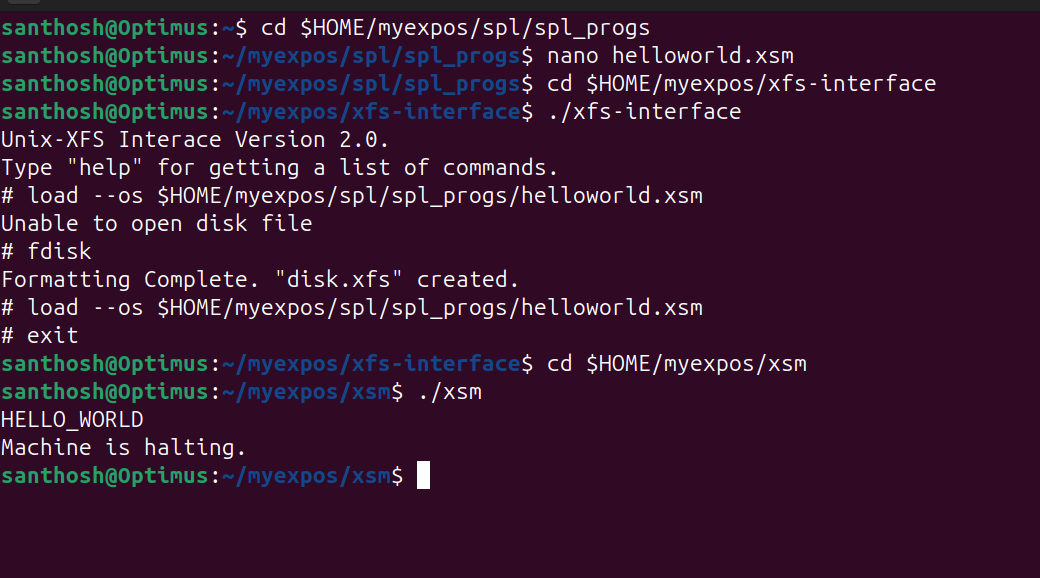 santhosh@Optimus:~$ cd $HOME/myexpos/spl/spl_progs
santhosh@Optimus:~/myexpos/spl/spl_progs$ nano helloworld.xsm
santhosh@Optimus:~/myexpos/spl/spl_progs$ cd $HOME/myexpos/xfs-interface
santhosh@Optimus:~/myexpos/xfs-interface$ ./xfs-interface
Unix-XFS Interace Version 2.0.
Type "help" for getting a list of commands.
# load --os $HOME/myexpos/spl/spl_progs/helloworld.xsm
Unable to open disk file
# fdisk
Formatting Complete. "disk.xfs" created.
# load --os $HOME/myexpos/spl/spl_progs/helloworld.xsm
# exit
santhosh@Optimus:~/myexpos/xfs-interface$ cd $HOME/myexpos/xsm
santhosh@Optimus:~/myexpos/xsm$ ./xsm
HELLO_WORLD
Machine is halting.
santhosh@Optimus:~/myexpos/xsm$